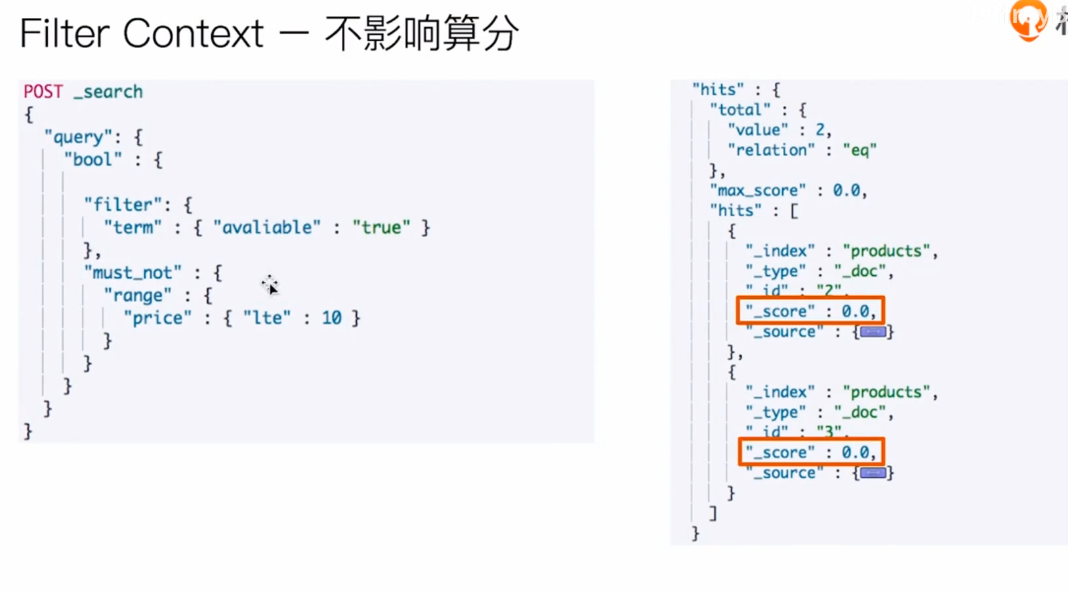 Filter Context － 不影响算分
POST _search
{
"query": {
"bool" : {
"filter": {
"term" : { "avaliable" : "true" }
},
"must_not" : {
"range" : {
"price" : { "lte" : 10 }
}
}
}
}
}
"hits" : {
"total" : {
"value" : 2,
"relation" : "eq"
},
"max_score" : 0.0,
"hits" : [
{
"_index" : "products",
"_type" : "_doc",
"_id" : "2",
"_score" : 0.0,
"_source" : {
}
},
{
"_index" : "products",
"_type" : "_doc",
"_id" : "3",
"_score" : 0.0,
"_source" : {
}
}
]
}